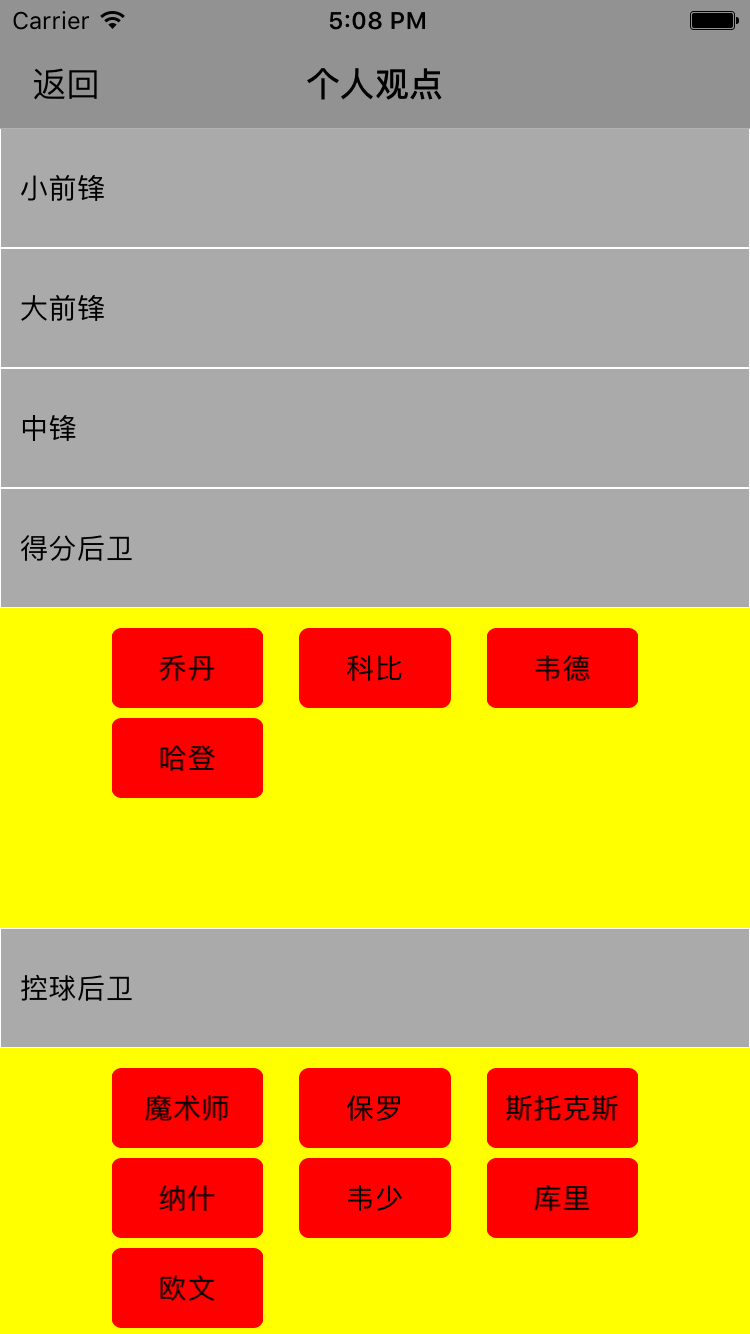 Carrier 5:08 PM
返回 个人观点
小前锋
大前锋
中锋
得分后卫
乔丹 科比 韦德
哈登
控球后卫
魔术师 保罗 斯托克斯
纳什 韦少 库里
欧文